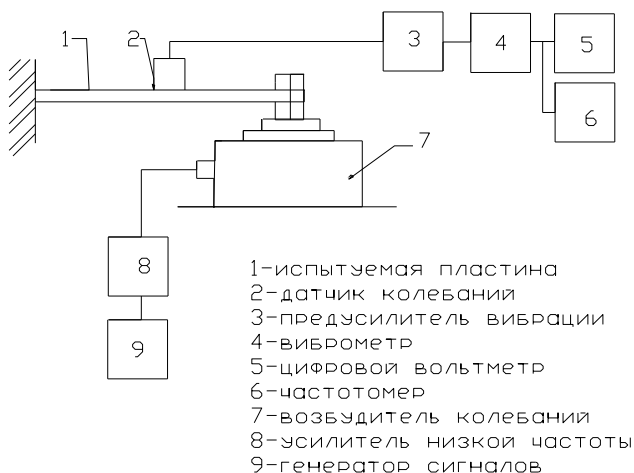 1
2
3
4
5
6
7
8
9
1-испытуемая пластина
2-датчик колебаний
3-предусилитель вибрации
4-виброметр
5-цифровой вольтметр
6-частотомер
7-возбудитель колебаний
8-усилитель низкой частоты
9-генератор сигналов